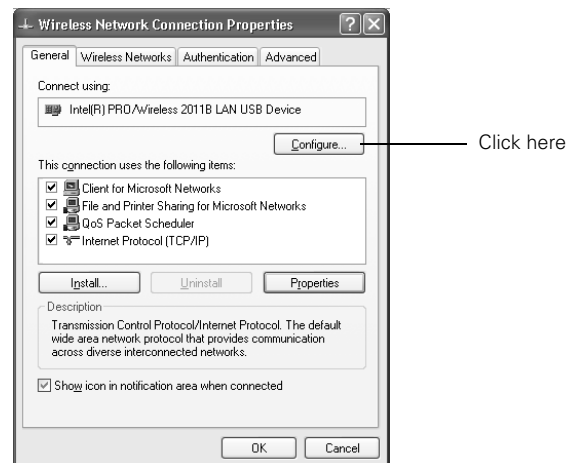 Wireless Network Connection Properties
General Wireless Networks Authentication Advanced
Connect using:
Intel(R) PRO/Wireless 2011B LAN USB Device
Configure...
Click here
This connection uses the following items:
Client for Microsoft Networks
File and Printer Sharing for Microsoft Networks
QoS Packet Scheduler
Internet Protocol (TCP/IP)
Install... Uninstall Properties
Description
Transmission Control Protocol/Internet Protocol. The default
wide area network protocol that provides communication
across diverse interconnected networks.
Show icon in notification area when connected
OK Cancel